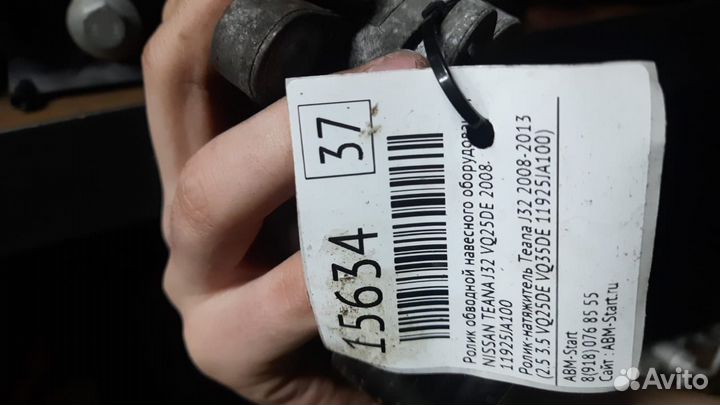 37
15634
Ролик обводной навесного оборудован
NISSAN TEANA J32 VQ25DE 2008-
11925JA100
Ролик-натяжитель Teana J32 2008-2013
(2.5 3.5 VQ25DE VQ35DE 11925JA100)
ABM-Start
8(918)076 85 55
Сайт : ABM-Start.ru
Avito